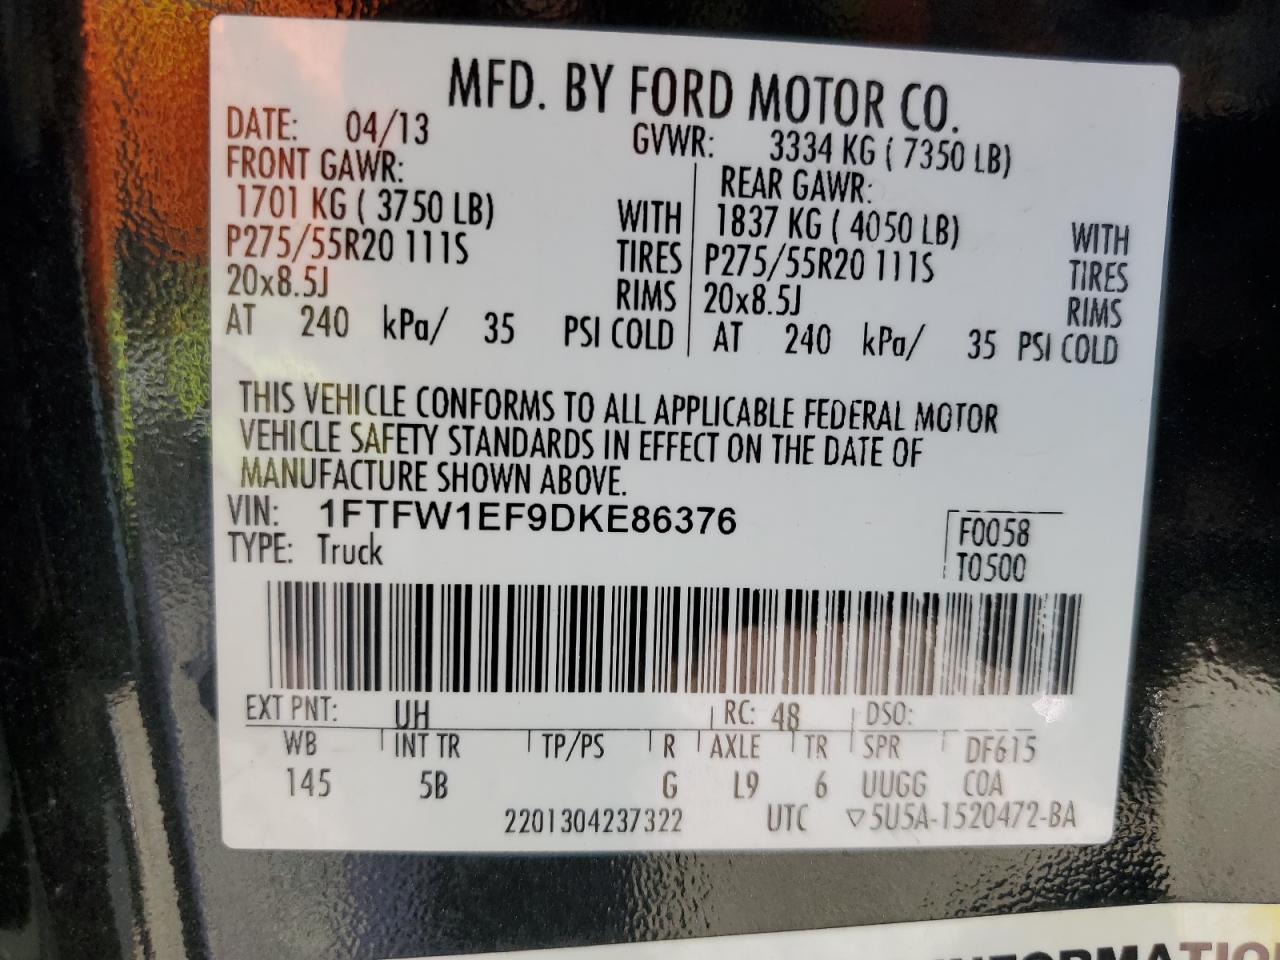 MFD. BY FORD MOTOR CO.
DATE: 04/13 GVWR: 3334 KG ( 7350 LB)
FRONT GAWR: REAR GAWR:
1701 KG ( 3750 LB) WITH 1837 KG ( 4050 LB) WITH
P275/55R20 111S TIRES P275/55R20 111S TIRES
20x8.5J RIMS 20x8.5J RIMS
AT 240 kPa/ 35 PSI COLD AT 240 kPa/ 35 PSI COLD
THIS VEHICLE CONFORMS TO ALL APPLICABLE FEDERAL MOTOR
VEHICLE SAFETY STANDARDS IN EFFECT ON THE DATE OF
MANUFACTURE SHOWN ABOVE.
VIN: 1FTFW1EF9DKE86376 F0058
TYPE: Truck T0500
EXT PNT: UH RC: 48 DSO:
WB INT TR TP/PS R AXLE TR SPR DF615
145 5B G L9 6 UUGG COA
2201304237322 UTC ▽5U5A-1520472-BA